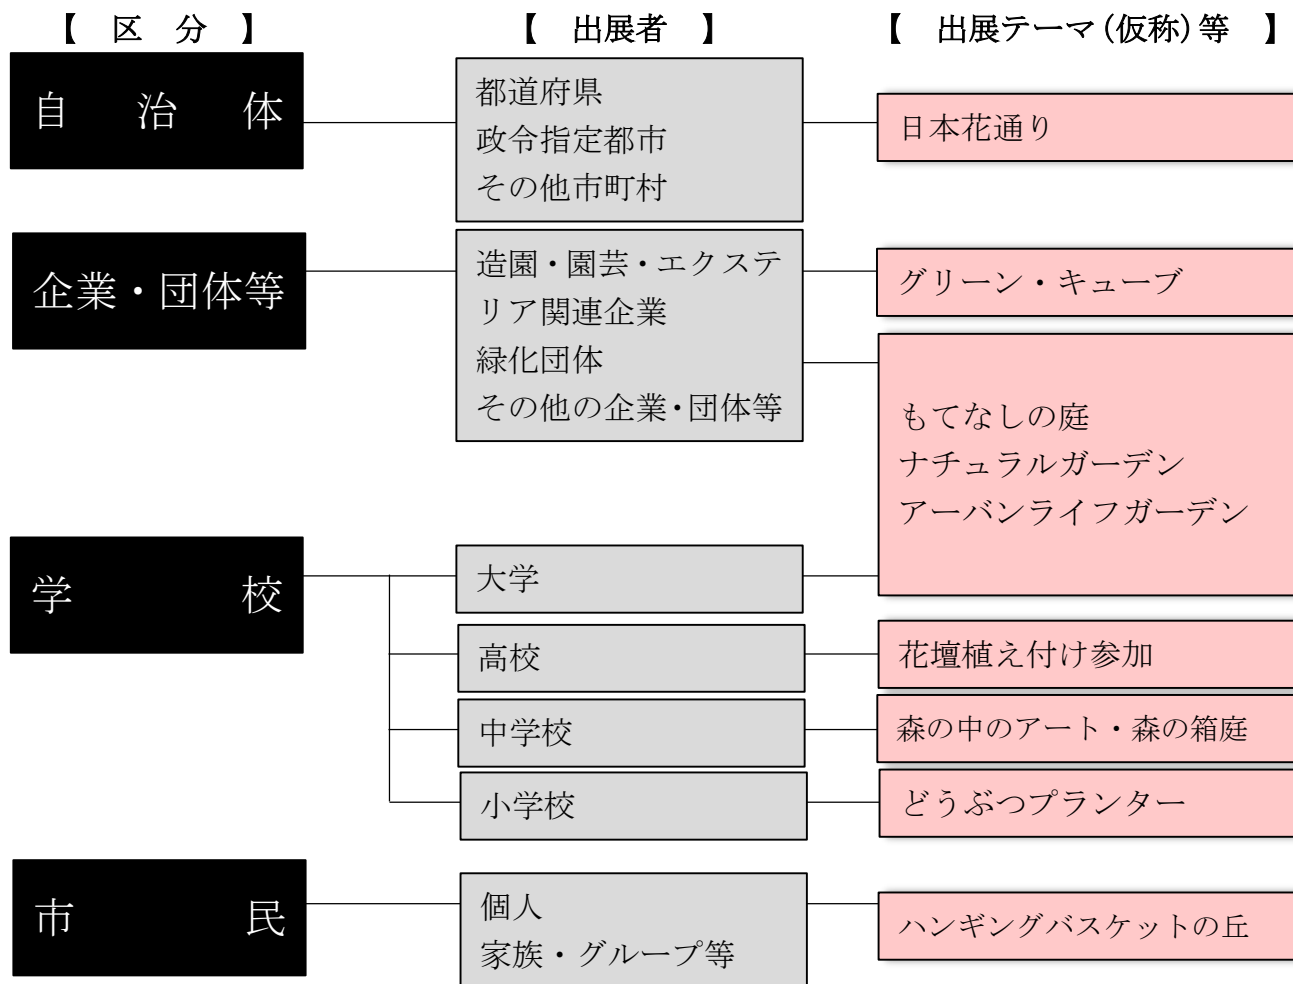 【　区　分　】
【　出展者　】
【　出展テーマ(仮称)等　】
自治体
都道府県
政令指定都市
その他市町村
日本花通り
企業・団体等
造園・園芸・エクステ
リア関連企業
緑化団体
その他の企業・団体等
グリーン・キューブ
もてなしの庭
ナチュラルガーデン
アーバンライフガーデン
学校
大学
高校
花壇植え付け参加
中学校
森の中のアート・森の箱庭
小学校
どうぶつプランター
市民
個人
家族・グループ等
ハンギングバスケットの丘